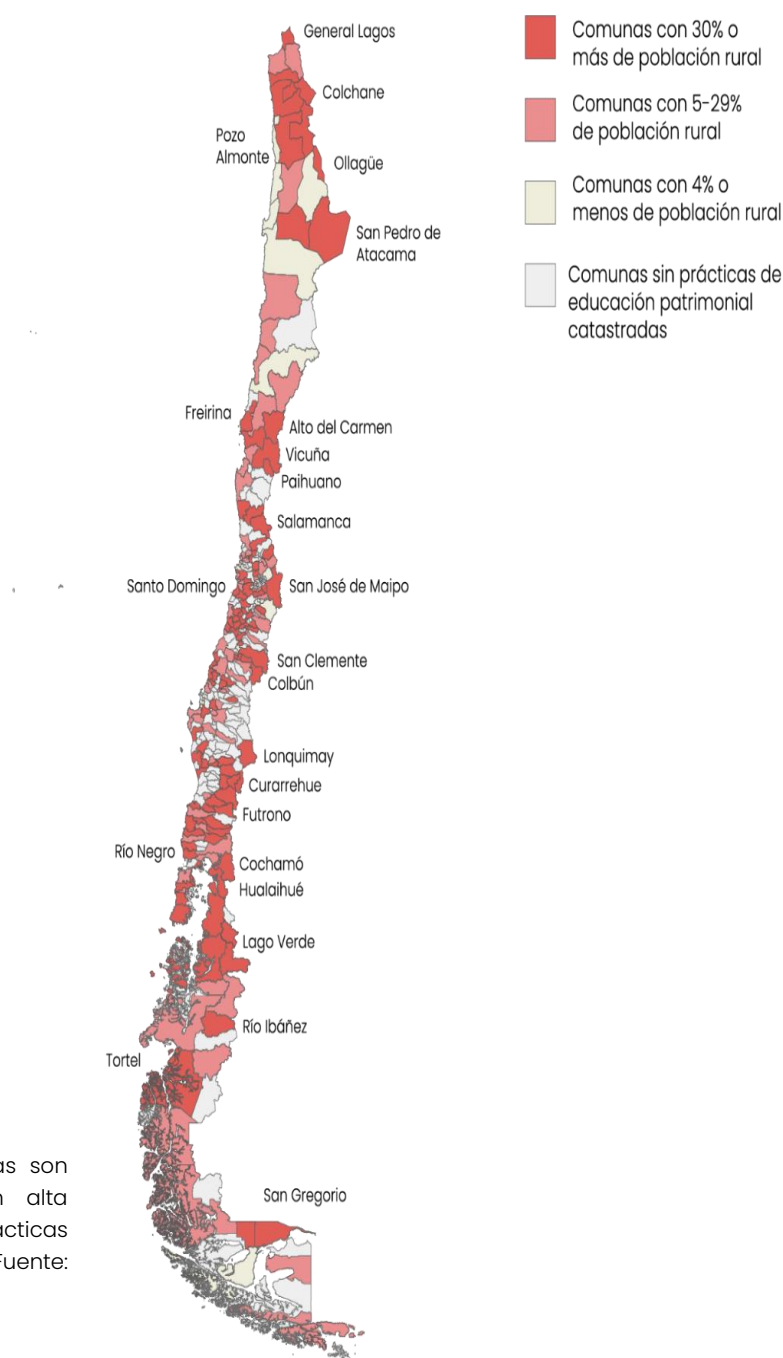 General Lagos
Colchane
Pozo
Almonte
Ollagüe
San Pedro de
Atacama
Freirina
Alto del Carmen
Vicuña
Paihuano
Salamanca
Santo Domingo
San José de Maipo
San Clemente
Colbún
Lonquimay
Curarrehue
Futrono
Río Negro
Cochamó
Hualaihué
Lago Verde
Río Ibáñez
Tortel
San Gregorio
Comunas con 30% o
más de población rural
Comunas con 5-29%
de población rural
Comunas con 4% o
menos de población rural
Comunas sin prácticas de
educación patrimonial
catastradas
son
alta
Fuente: